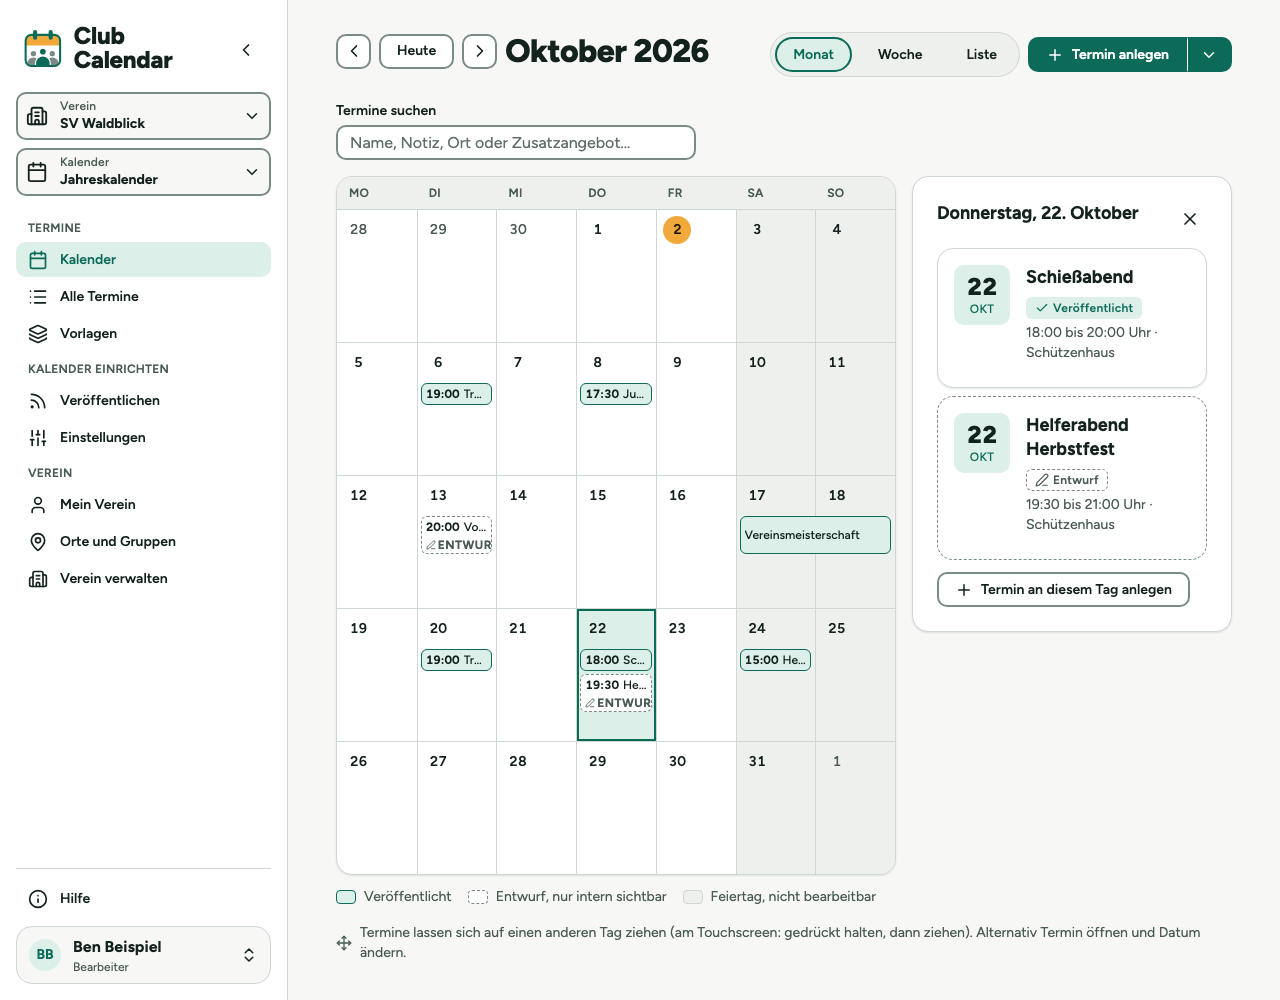 Club
Calendar
Verein
SV Waldblick
Kalender
Jahreskalender
TERMINE
Kalender
Alle Termine
Vorlagen
KALENDER EINRICHTEN
Veröffentlichen
Einstellungen
VEREIN
Mein Verein
Orte und Gruppen
Verein verwalten
Hilfe
BB
Ben Beispiel
Bearbeiter
Heute
Oktober 2026
Monat
Woche
Liste
Termin anlegen
Termine suchen
Name, Notiz, Ort oder Zusatzangebot...
MO DI MI DO FR SA SO
28 29 30 1 2 3 4
5 6 7 8 9 10 11
19:00 Tr... 17:30 Ju...
12 13 14 15 16 17 18
20:00 Vo... Vereinsmeisterschaft
ENTWUR
19 20 21 22 23 24 25
19:00 Tr... 18:00 Sc... 15:00 He...
19:30 He...
ENTWUR
26 27 28 29 30 31 1
Veröffentlicht
Entwurf, nur intern sichtbar
Feiertag, nicht bearbeitbar
Termine lassen sich auf einen anderen Tag ziehen (am Touchscreen: gedrückt halten, dann ziehen). Alternativ Termin öffnen und Datum
ändern.
Donnerstag, 22. Oktober
22
OKT
Schießabend
Veröffentlicht
18:00 bis 20:00 Uhr ·
Schützenhaus
22
OKT
Helferabend
Herbstfest
Entwurf
19:30 bis 21:00 Uhr ·
Schützenhaus
Termin an diesem Tag anlegen